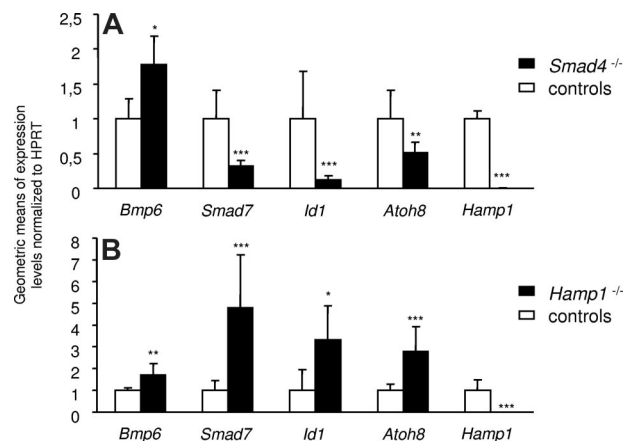 A
2,5
2
1,5
1
0,5
0
*
***
***
**
***
Bmp6 Smad7 Id1 Atoh8 Hamp1
Smad4 -/-
controls
Geometric means of expression
levels normalized to HPRT
B
8
7
6
5
4
3
2
1
0
**
***
*
***
***
Bmp6 Smad7 Id1 Atoh8 Hamp1
Hamp1 -/-
controls